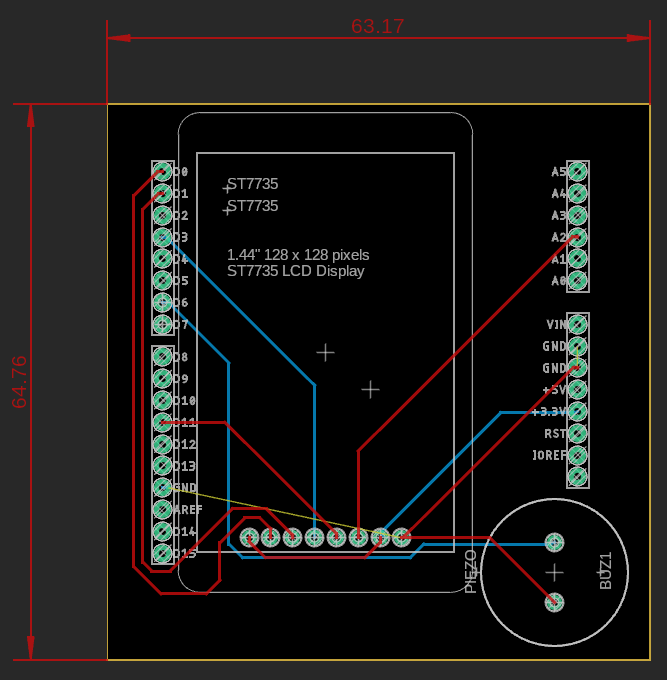 63.17
64.76
D0
D1
D2
D3
D4
D5
D6
D7
D8
D9
D10
D11
D12
D13
GND
AREF
D14
D15
ST7735
ST7735
1.44" 128 x 128 pixels
ST7735 LCD Display
A5
A4
A3
A2
A1
A0
VIN
GND
GND
+5V
+3.3V
RST
IOREF
PIEZO
BUZ1